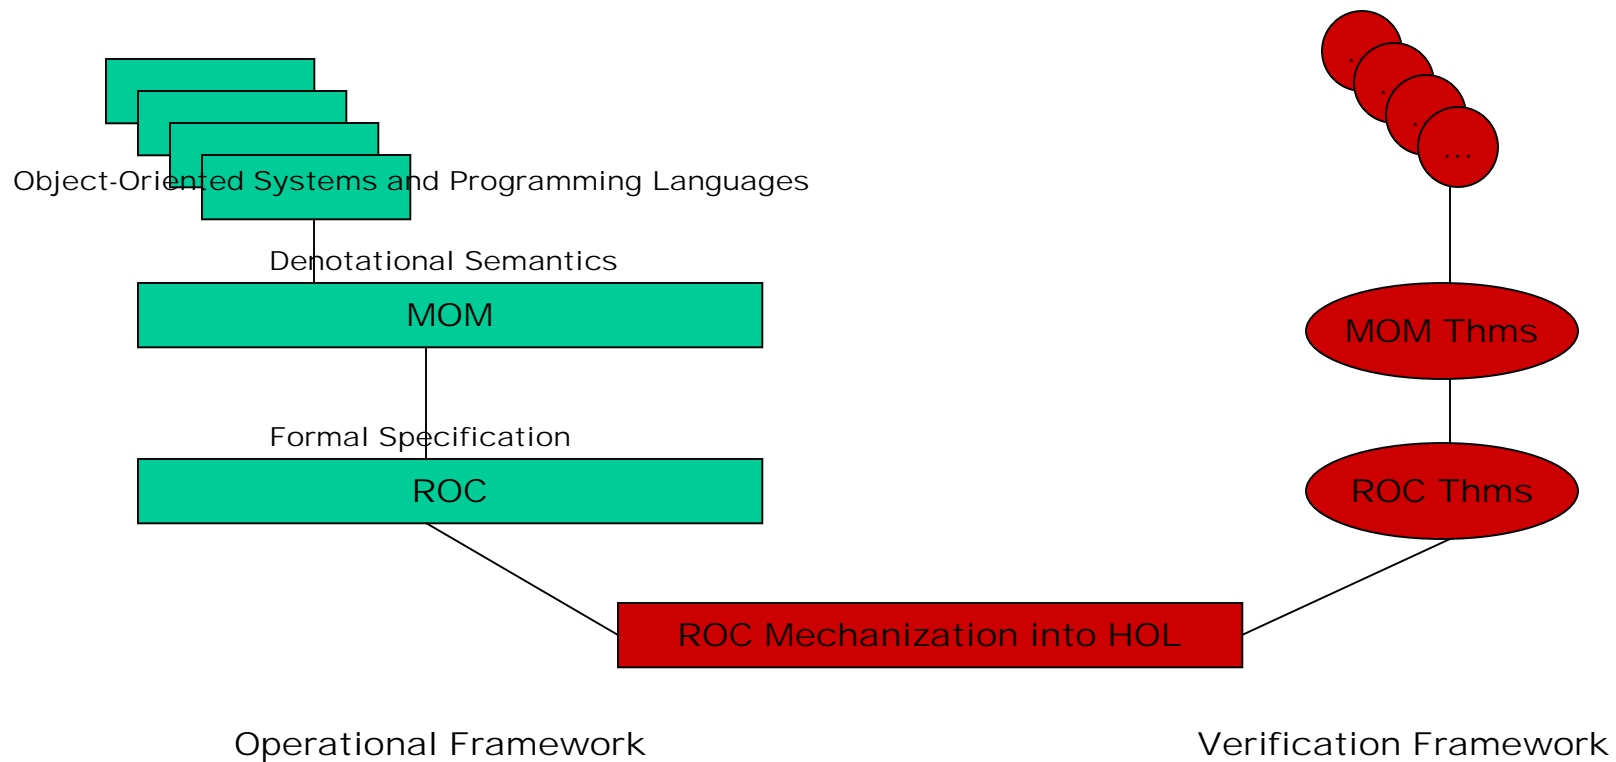 ...
Object-Oriented Systems and Programming Languages
Denotational Semantics
MOM
MOM Thms
Formal Specification
ROC
ROC Thms
ROC Mechanization into HOL
Operational Framework
Verification Framework